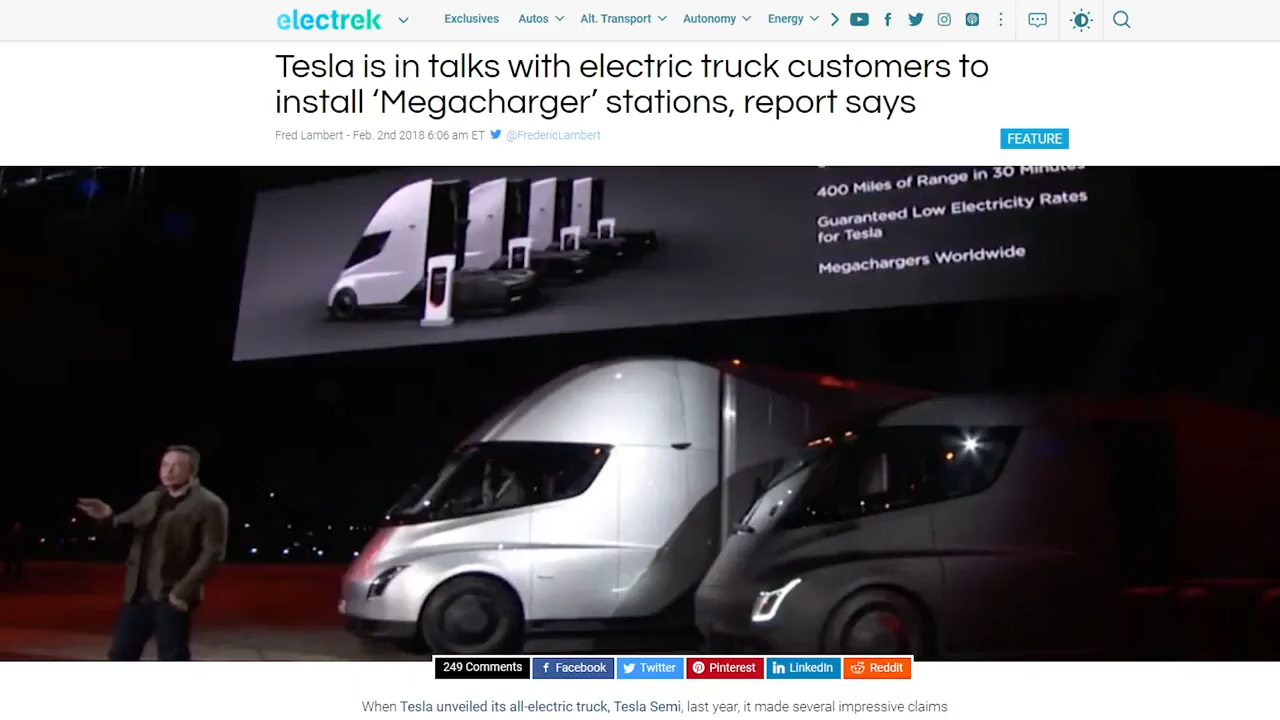 electrek
Exclusives Autos Alt. Transport Autonomy Energy
Tesla is in talks with electric truck customers to
install ‘Megacharger’ stations, report says
Fred Lambert - Feb. 2nd 2018 6:06 am ET @FredericLambert
FEATURE
400 Miles of Range in 30 Minutes
Guaranteed Low Electricity Rates
for Tesla
Megachargers Worldwide
249 Comments Facebook Twitter Pinterest LinkedIn Reddit
When Tesla unveiled its all-electric truck, Tesla Semi, last year, it made several impressive claims